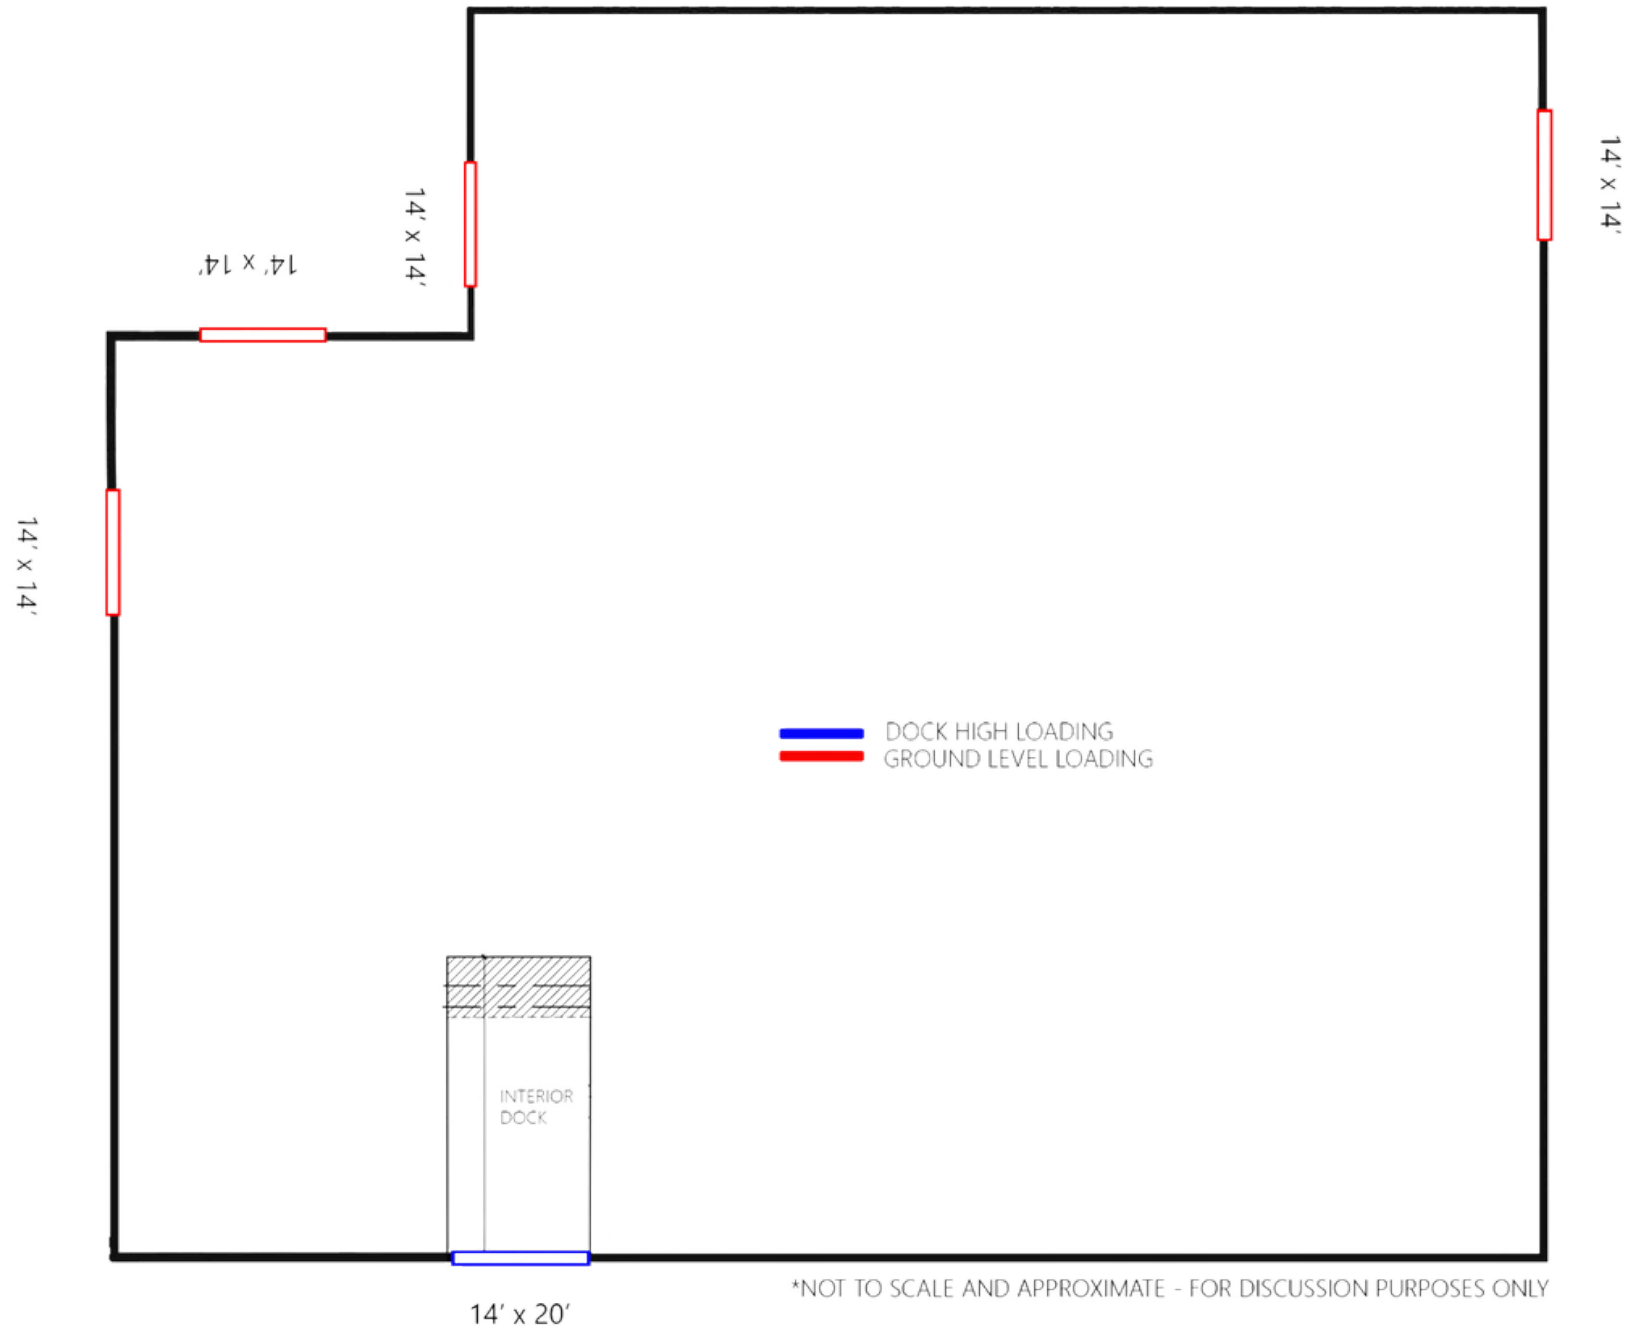 14' x 14'
14' x 14'
14' x 14'
14' x 14'
DOCK HIGH LOADING
GROUND LEVEL LOADING
INTERIOR
DOCK
*NOT TO SCALE AND APPROXIMATE - FOR DISCUSSION PURPOSES ONLY
14' x 20'